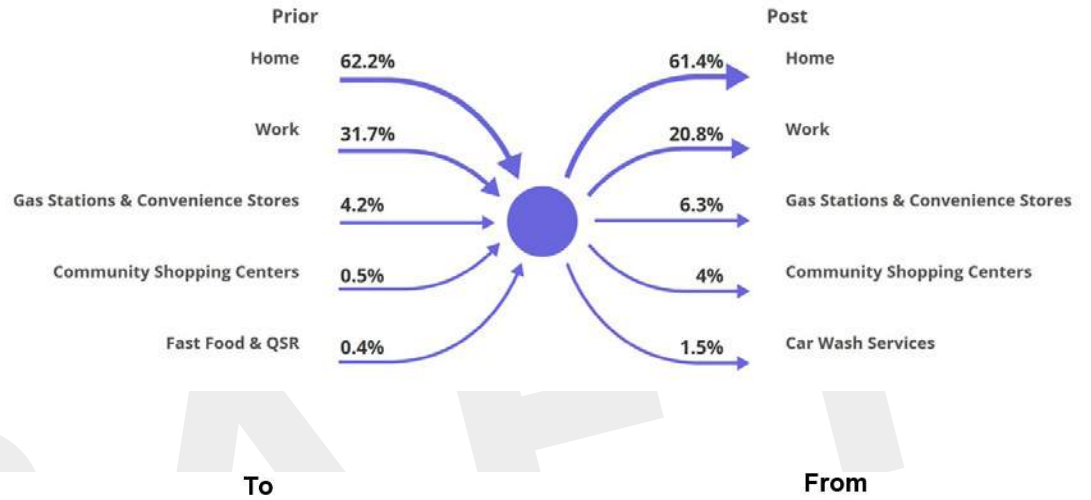 Prior Post
Home 62.2% 61.4% Home
Work 31.7% 20.8% Work
Gas Stations & Convenience Stores 4.2% 6.3% Gas Stations & Convenience Stores
Community Shopping Centers 0.5% 4% Community Shopping Centers
Fast Food & QSR 0.4% 1.5% Car Wash Services
To From